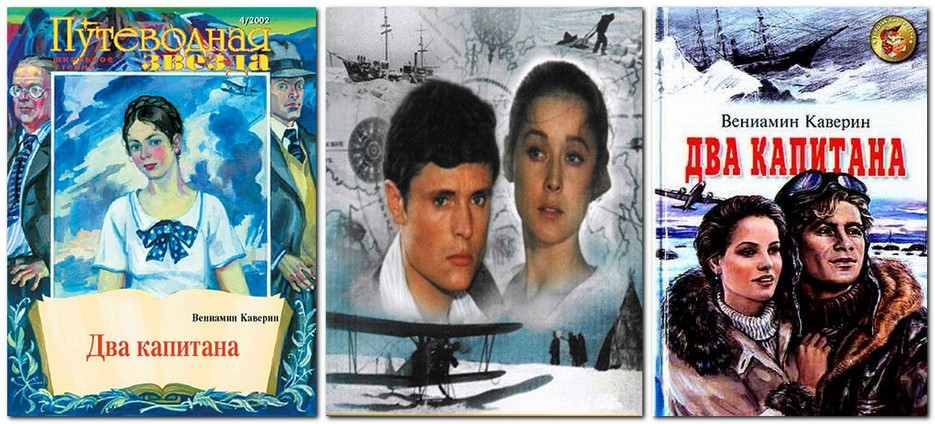 4/2002
Путеводная
школьное
чтение
звезда
Вениамин Каверин
Два капитана
Вениамин Каверин
ДВА КАПИТАНА